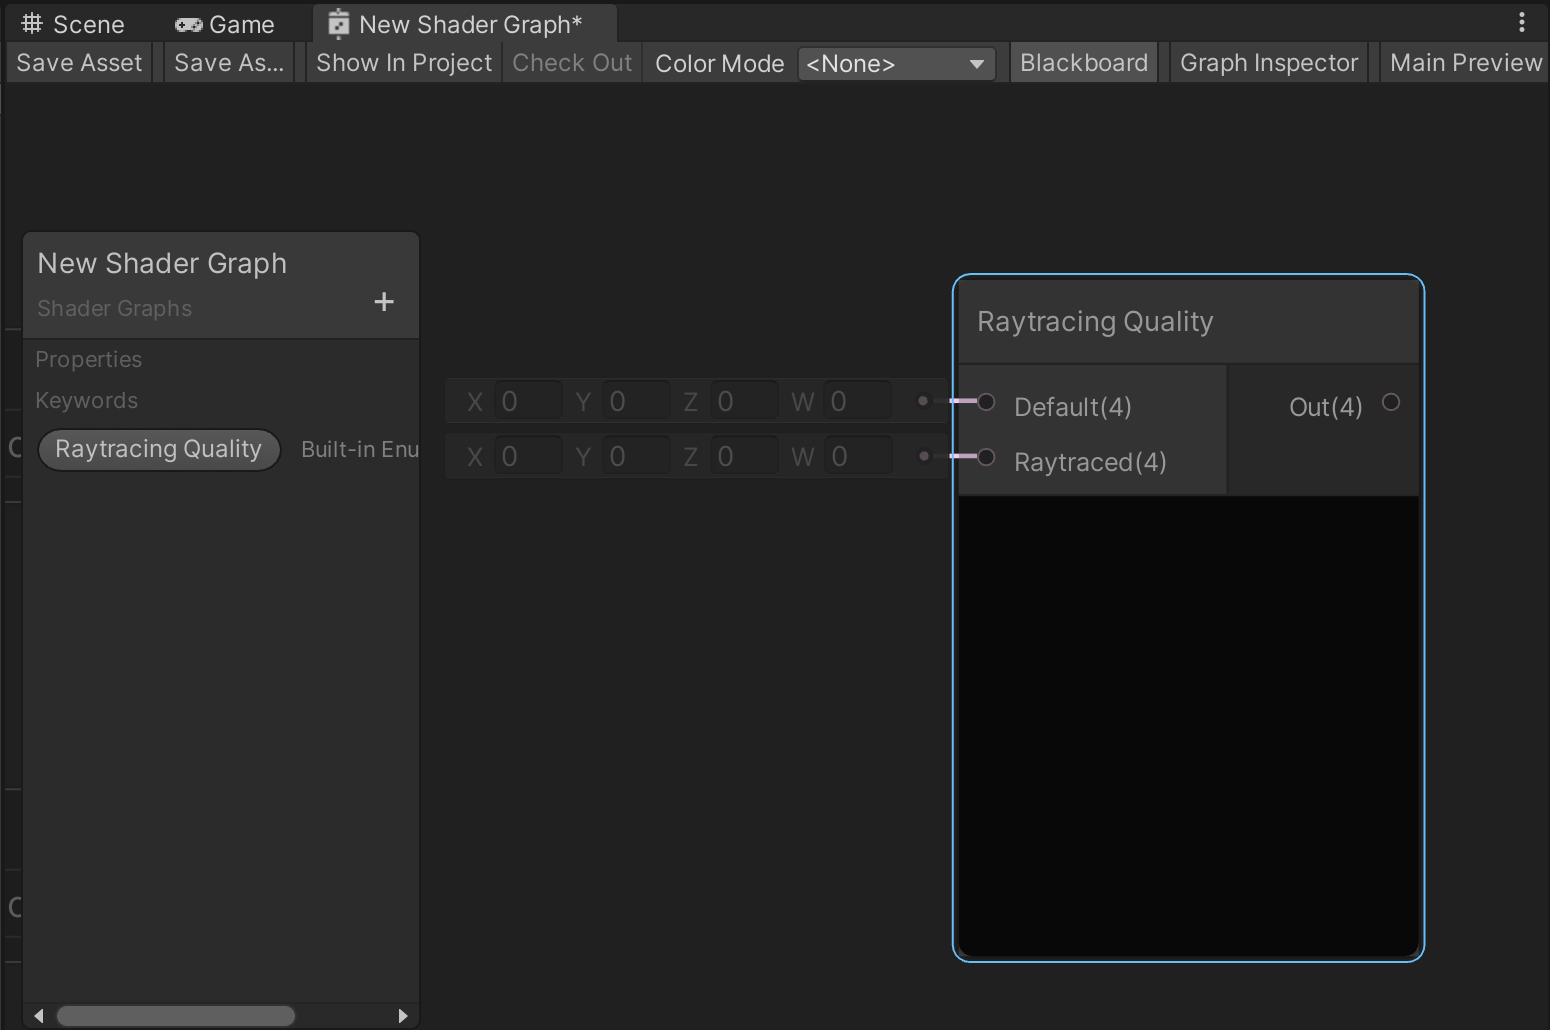 Scene Game New Shader Graph*
Save Asset Save As... Show In Project Check Out Color Mode <None> Blackboard Graph Inspector Main Preview
New Shader Graph
Shader Graphs +
Properties
Keywords
Raytracing Quality Built-in Enu
Raytracing Quality
X 0 Y 0 Z 0 W 0 Default(4) Out(4)
X 0 Y 0 Z 0 W 0 Raytraced(4)